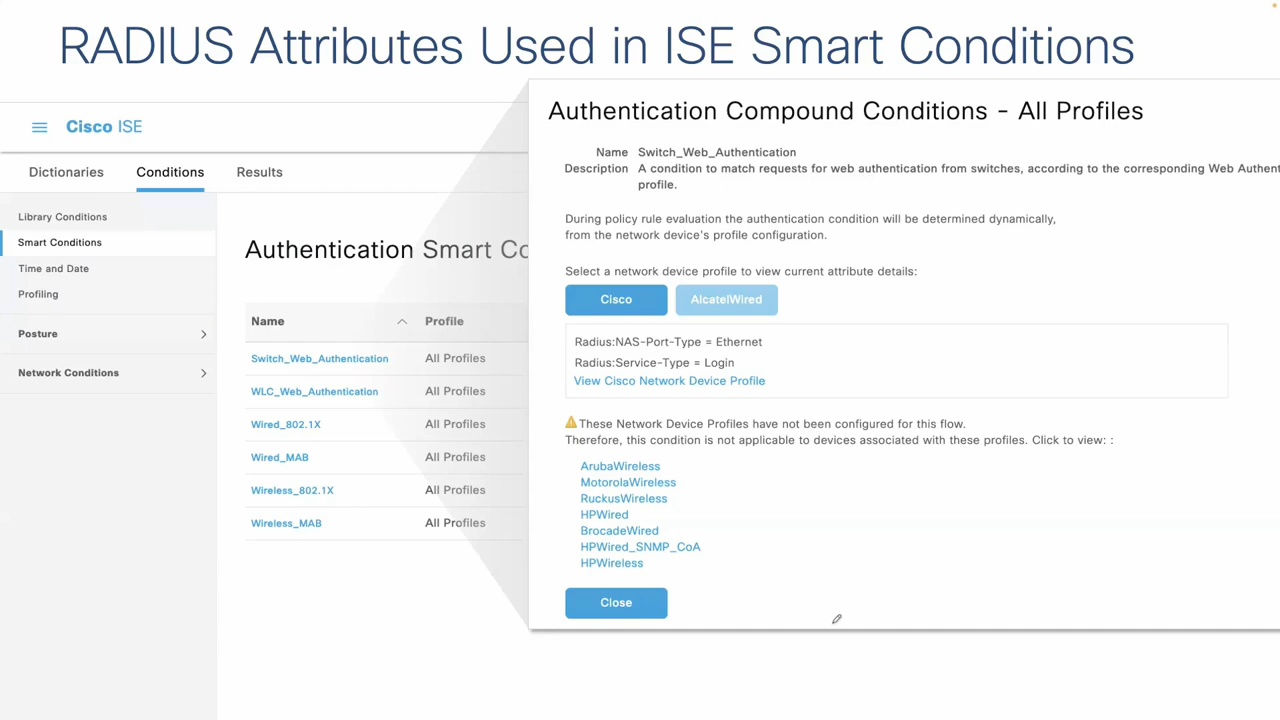 RADIUS Attributes Used in ISE Smart Conditions
Cisco ISE
Dictionaries
Conditions
Results
Library Conditions
Smart Conditions
Time and Date
Profiling
Posture
Network Conditions
Authentication Smart Co
Name
Profile
Switch_Web_Authentication
All Profiles
WLC_Web_Authentication
All Profiles
Wired_802.1X
All Profiles
Wired_MAB
All Profiles
Wireless_802.1X
All Profiles
Wireless_MAB
All Profiles
Authentication Compound Conditions - All Profiles
Name Switch_Web_Authentication
Description A condition to match requests for web authentication from switches, according to the corresponding Web Authent
profile.
During policy rule evaluation the authentication condition will be determined dynamically,
from the network device's profile configuration.
Select a network device profile to view current attribute details:
Cisco
AlcatelWired
Radius:NAS-Port-Type = Ethernet
Radius:Service-Type = Login
View Cisco Network Device Profile
These Network Device Profiles have not been configured for this flow.
Therefore, this condition is not applicable to devices associated with these profiles. Click to view: :
ArubaWireless
MotorolaWireless
RuckusWireless
HPWired
BrocadeWired
HPWired_SNMP_CoA
HPWireless
Close